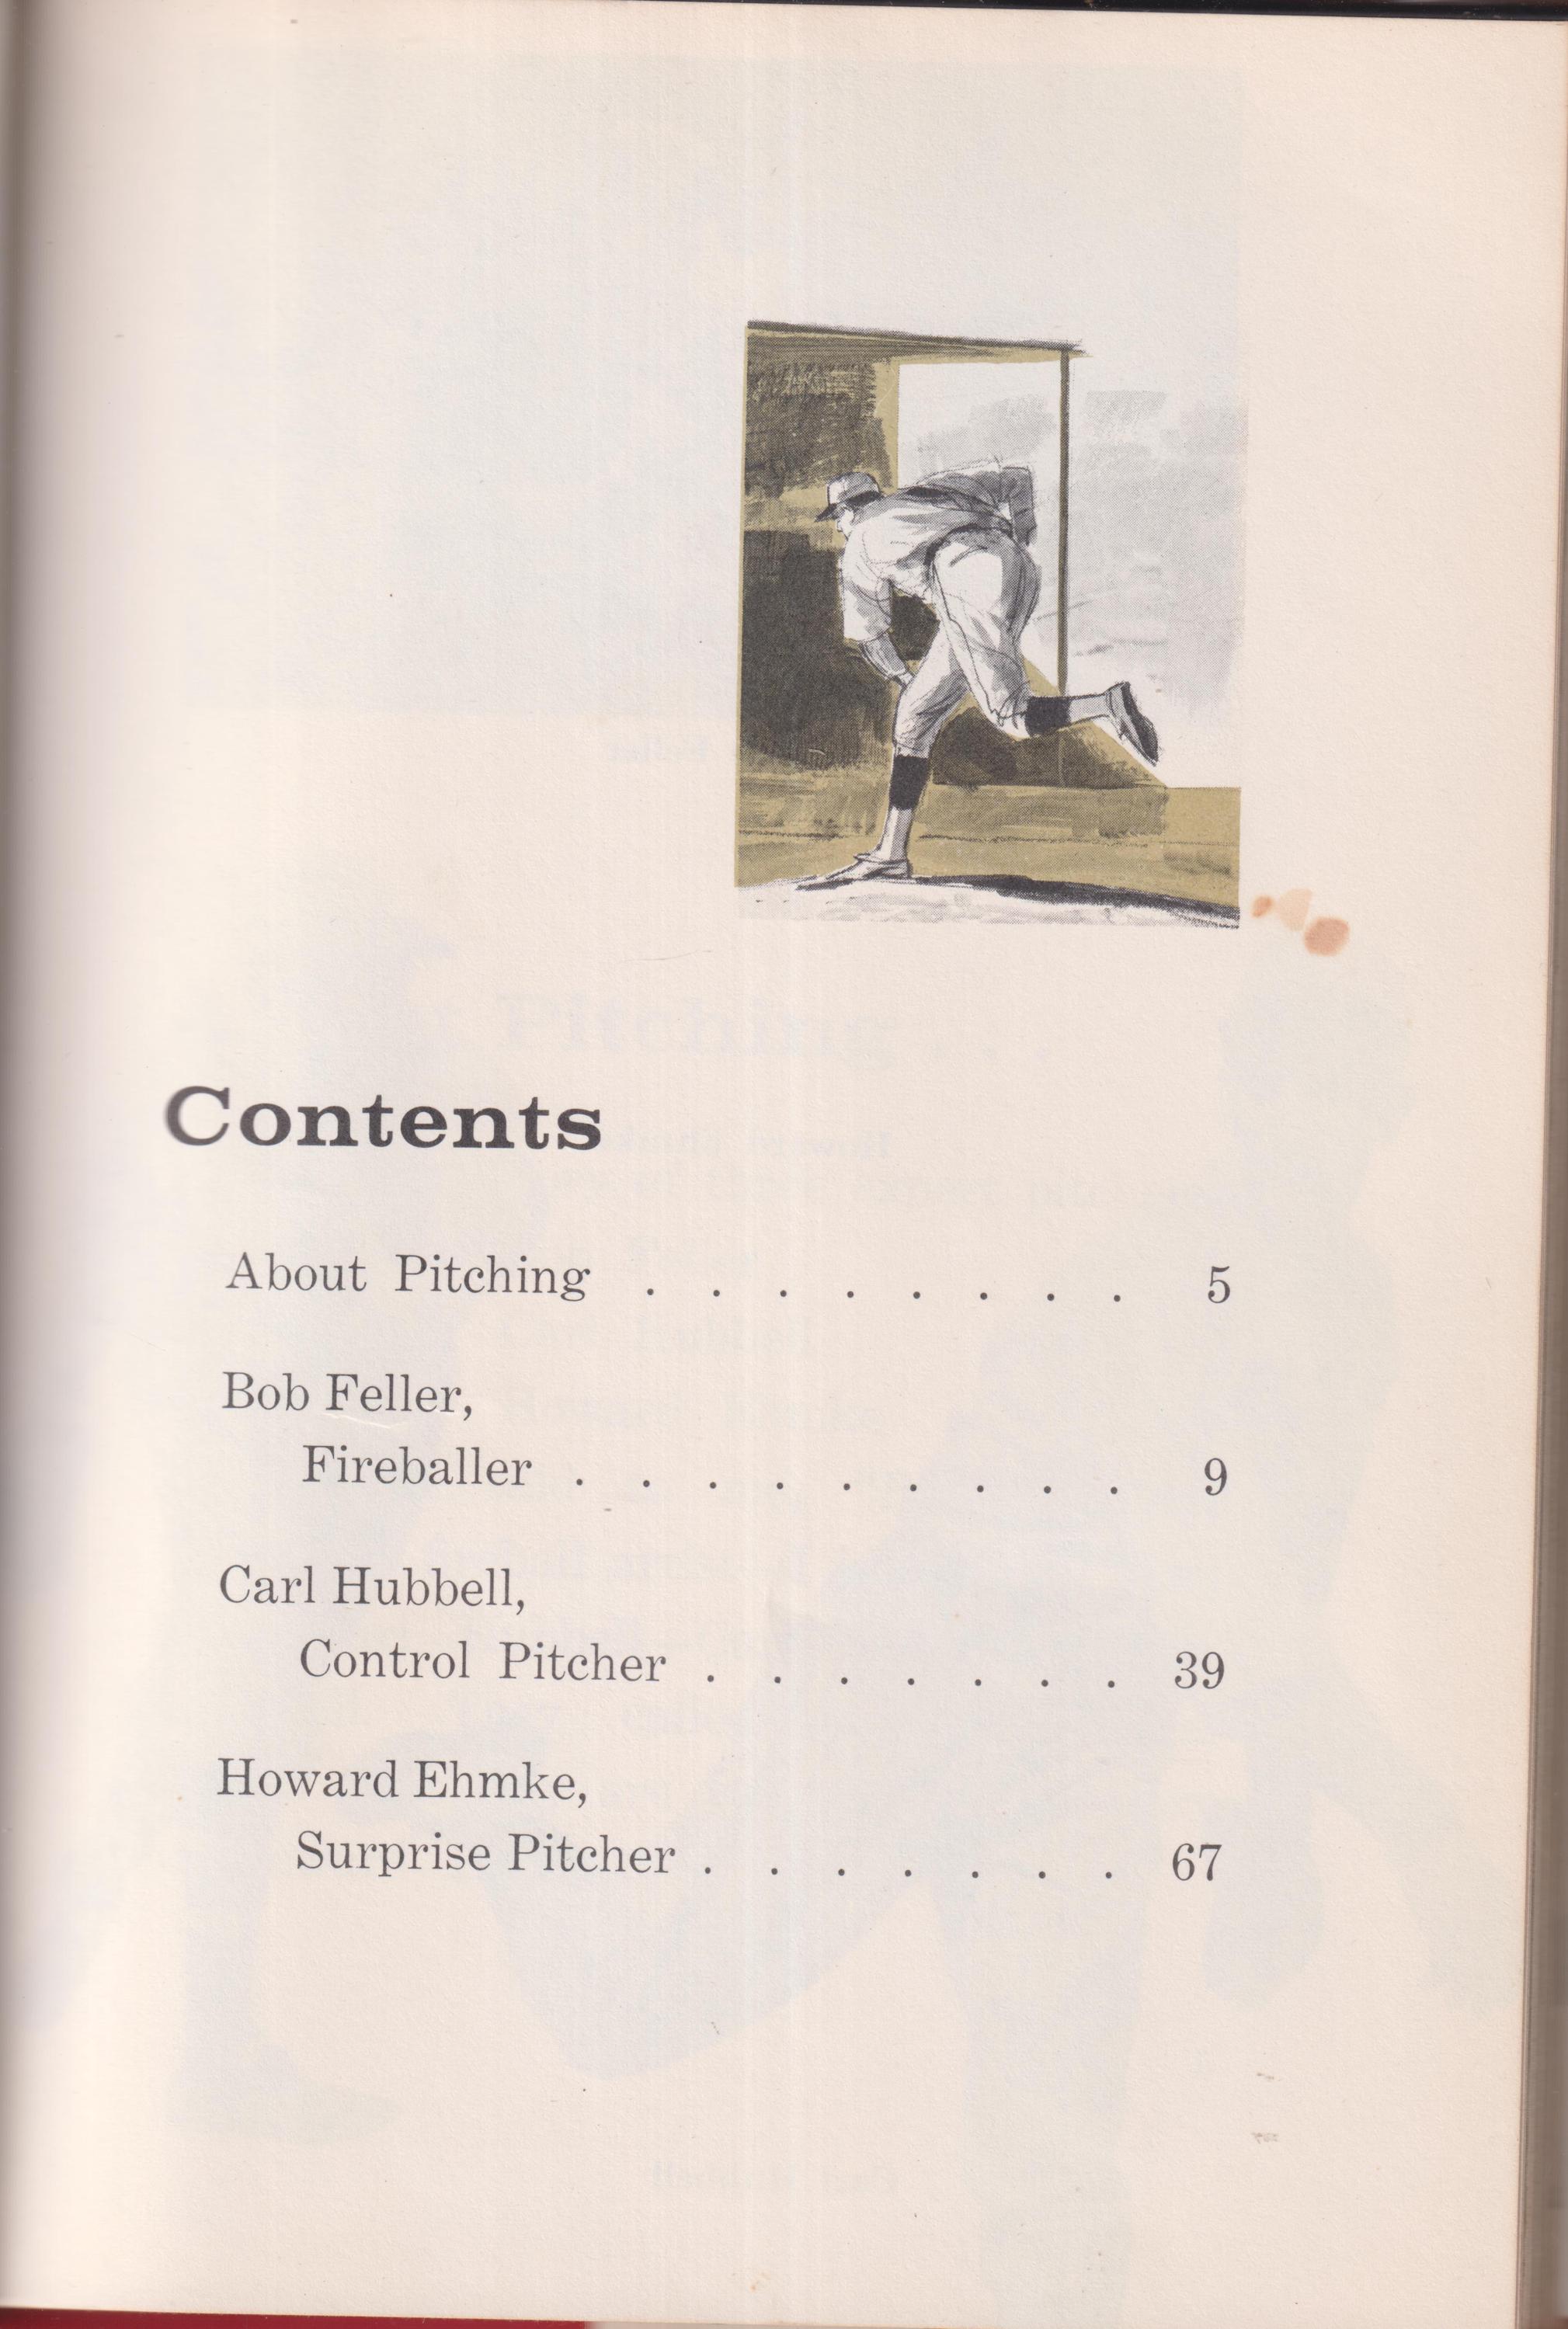 Contents
About Pitching . . . . . . . . 5
Bob Feller,
Fireballer . . . . . . . . . 9
Carl Hubbell,
Control Pitcher . . . . . . . 39
Howard Ehmke,
Surprise Pitcher . . . . . . . 67